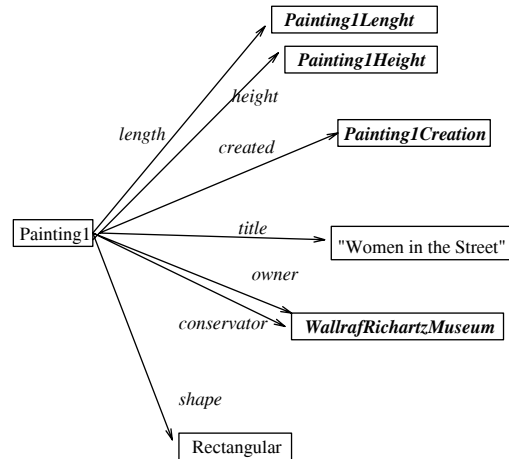 Painting1Lenght
Painting1Height
height
length
Painting1Creation
created
Painting1
title
"Women in the Street"
owner
conservator
WallrafRichartzMuseum
shape
Rectangular